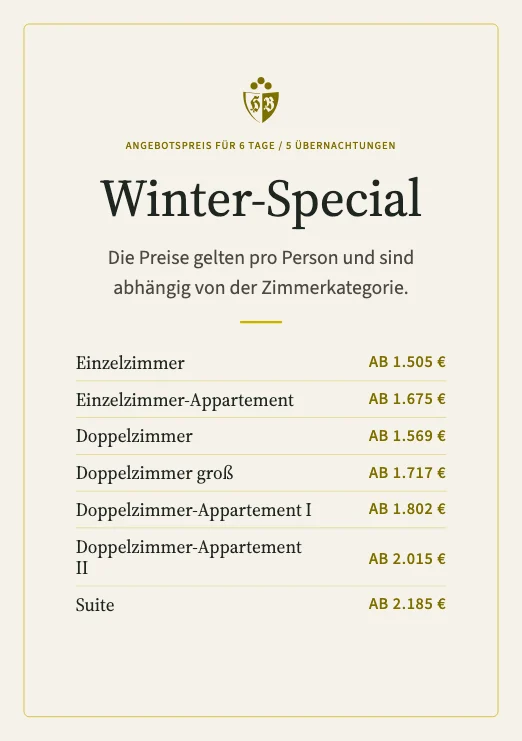 HB
ANGEBOTSPREIS FÜR 6 TAGE / 5 ÜBERNACHTUNGEN
Winter-Special
Die Preise gelten pro Person und sind
abhängig von der Zimmerkategorie.
Einzelzimmer AB 1.505 €
Einzelzimmer-Appartement AB 1.675 €
Doppelzimmer AB 1.569 €
Doppelzimmer groß AB 1.717 €
Doppelzimmer-Appartement I AB 1.802 €
Doppelzimmer-Appartement
II AB 2.015 €
Suite AB 2.185 €